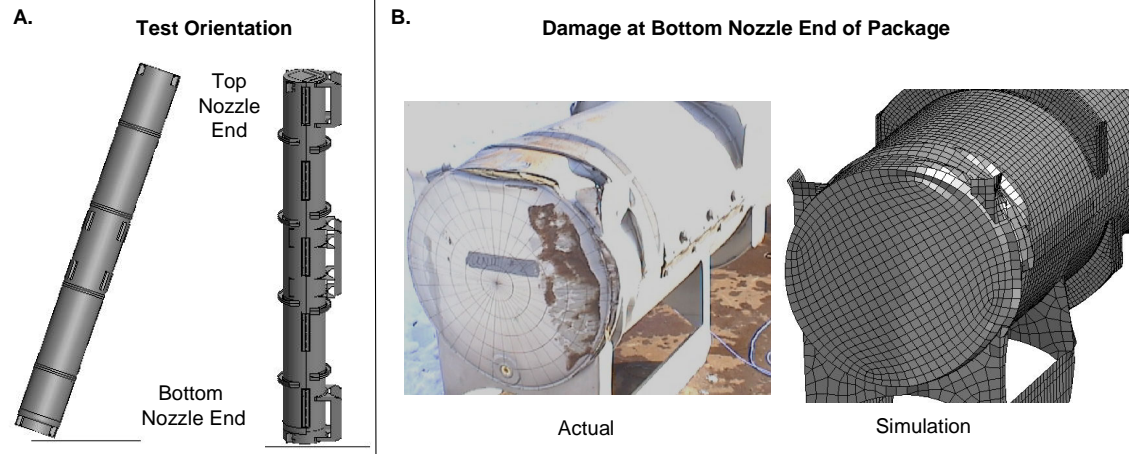 A.
Test Orientation
Top
Nozzle
End
Bottom
Nozzle End
B.
Damage at Bottom Nozzle End of Package
Actual
Simulation